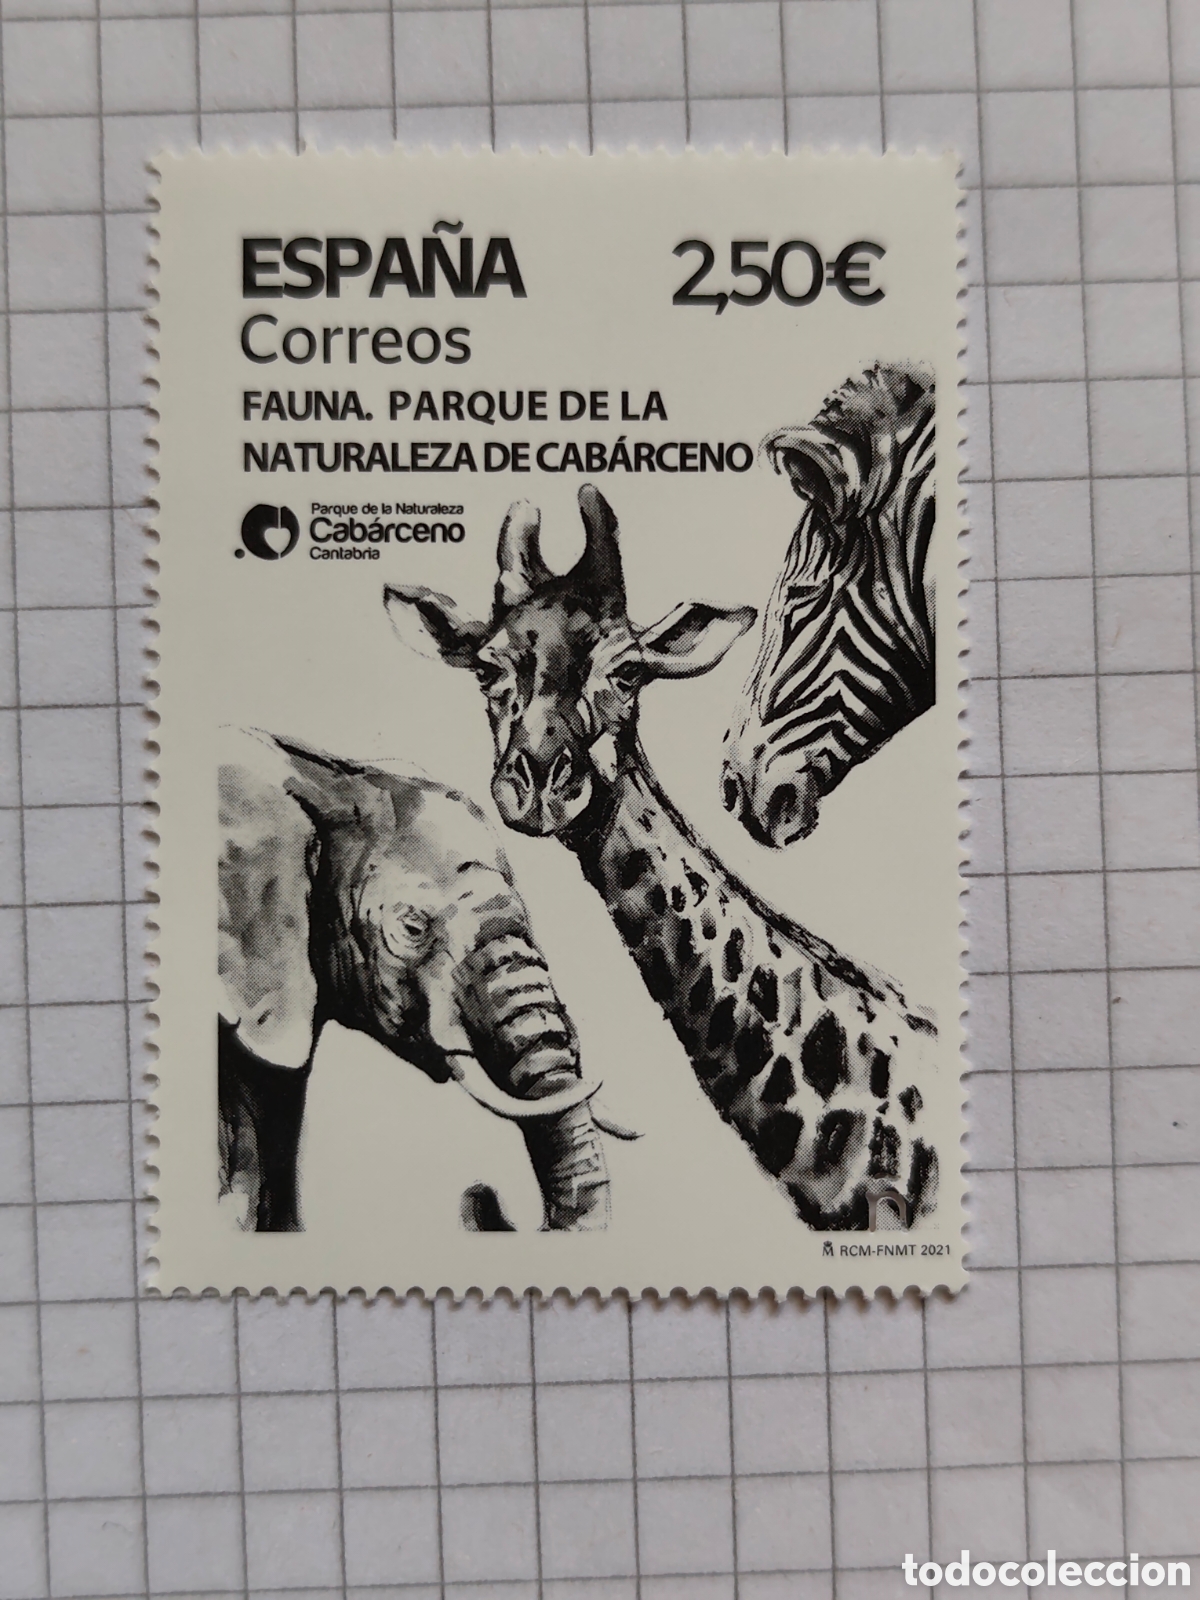 ESPAÑA
2,50€
Correos
FAUNA. PARQUE DE LA
NATURALEZA DE CABÁRCENO
Parque de la Naturaleza
Cabárceno
Cantabria
n
RCM-FNMT 2021
todocoleccion